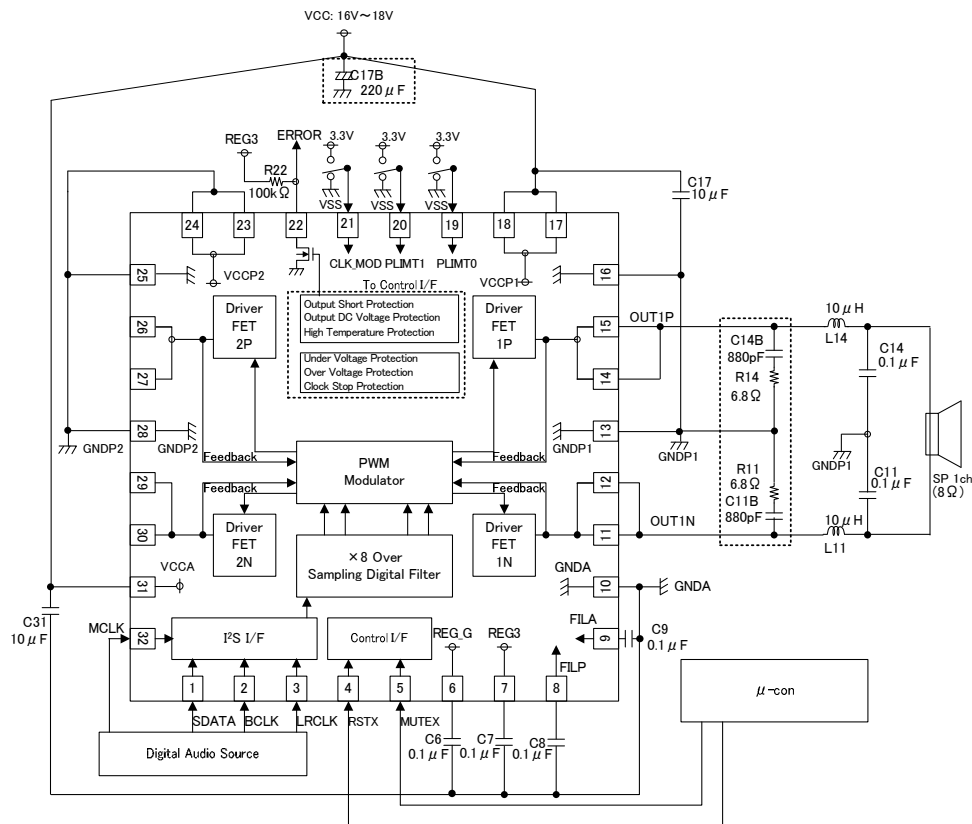 VCC: 16V～18V
C17B
220μF
ERROR
REG3
R22
100kΩ
3.3V
3.3V
3.3V
VSS
VSS
VSS
C17
10μF
24
23
22
21
20
19
18
17
CLK_MOD
PLIMT1
PLIMT0
VCCP2
VCCP1
To Control I/F
25
16
Driver
FET
2P
Output Short Protection
Output DC Voltage Protection
High Temperature Protection
Under Voltage Protection
Over Voltage Protection
Clock Stop Protection
Driver
FET
1P
26
27
15
14
OUT1P
10μH
L14
C14B
880pF
R14
6.8Ω
C14
0.1μF
28
GNDP2
GNDP2
13
GNDP1
GNDP1
GNDP1
Feedback
Feedback
PWM
Modulator
Feedback
Feedback
R11
6.8Ω
C11B
880pF
C11
0.1μF
SP 1ch
(8Ω)
29
30
12
11
OUT1N
10μH
L11
Driver
FET
2N
Driver
FET
1N
×8 Over
Sampling Digital Filter
31
VCCA
10
GNDA
GNDA
C31
10μF
MCLK
32
I²S I/F
Control I/F
REG_G
REG3
FILA
9
C9
0.1μF
FILP
1
2
3
4
5
6
7
8
SDATA
BCLK
LRCLK
RSTX
MUTEX
C6
0.1μF
C7
0.1μF
C8
0.1μF
μ-con
Digital Audio Source